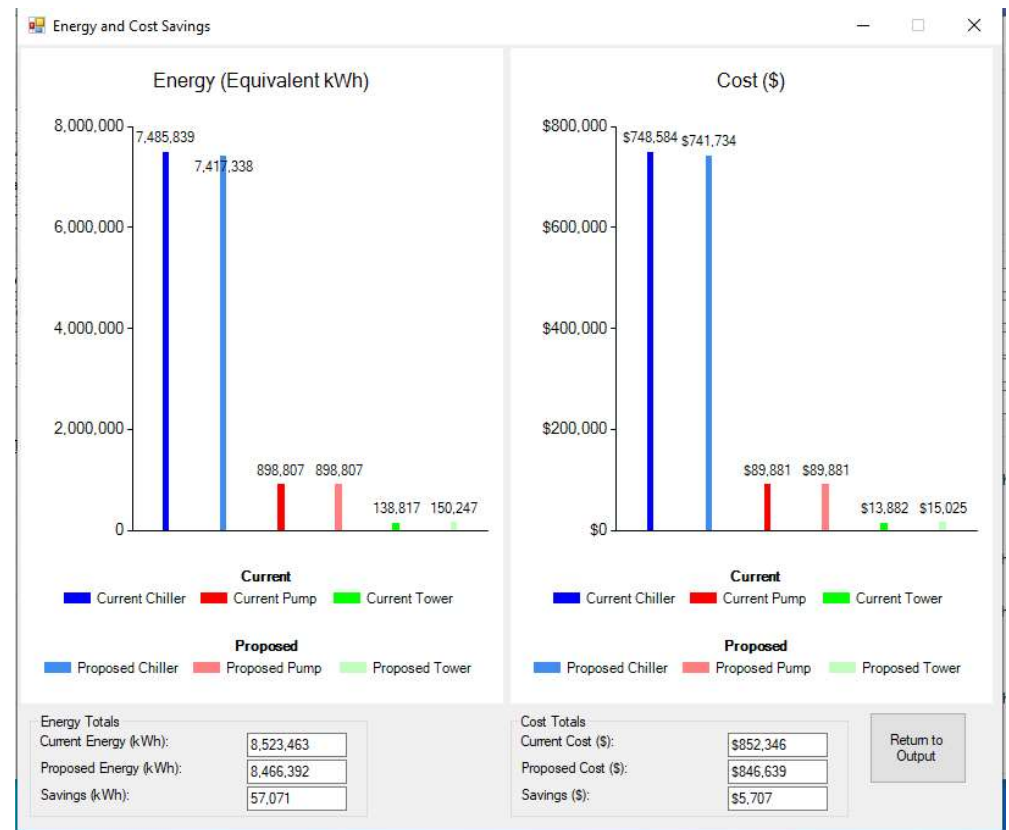 Energy and Cost Savings
Energy (Equivalent kWh)
8,000,000
7,485,839
7,417,338
6,000,000
4,000,000
2,000,000
898,807 898,807
138,817 150,247
0
Current
Current Chiller Current Pump Current Tower
Proposed
Proposed Chiller Proposed Pump Proposed Tower
Cost ($)
$800,000
$748,584 $741,734
$600,000
$400,000
$200,000
$89,881 $89,881
$13,882 $15,025
$0
Current
Current Chiller Current Pump Current Tower
Proposed
Proposed Chiller Proposed Pump Proposed Tower
Energy Totals
Current Energy (kWh): 8,523,463
Proposed Energy (kWh): 8,466,392
Savings (kWh): 57,071
Cost Totals
Current Cost ($): $852,346
Proposed Cost ($): $846,639
Savings ($): $5,707
Return to
Output